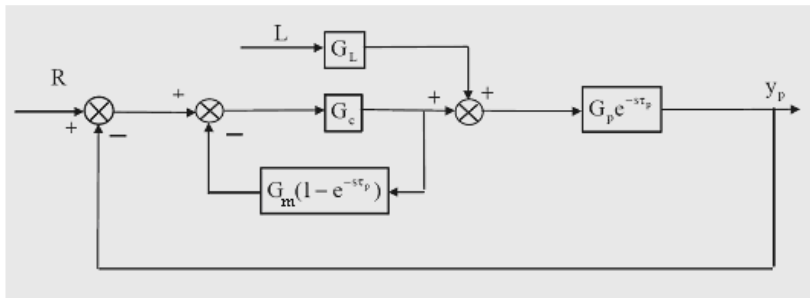 L
G_L
R
+
−
+
−
G_c
+
+
G_p e^{-sτ_p}
y_p
G_m(1 − e^{-sτ_p})